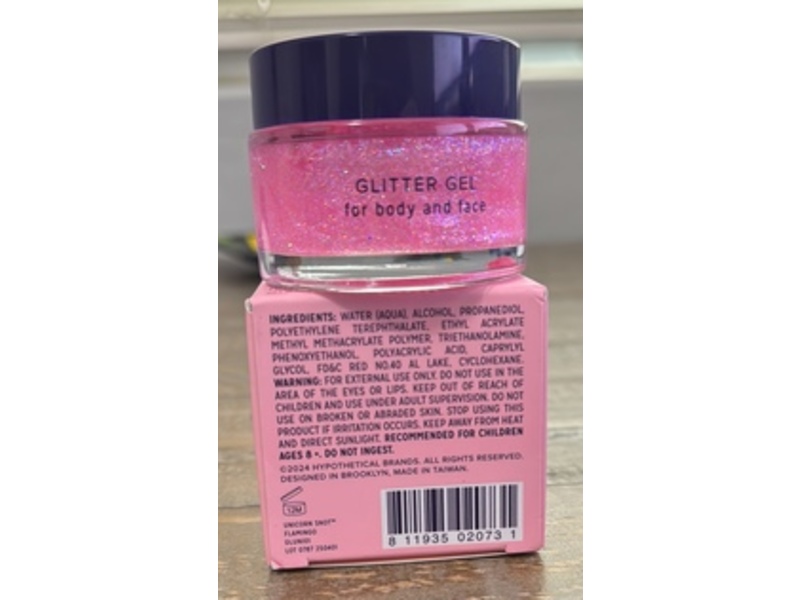 GLITTER GEL
for body and face
INGREDIENTS: WATER (AQUA), ALCOHOL, PROPANEDIOL,
POLYETHYLENE TEREPHTHALATE, ETHYL ACRYLATE
METHYL METHACRYLATE POLYMER, TRIETHANOLAMINE,
PHENOXYETHANOL, POLYACRYLIC ACID, CAPRYLYL
GLYCOL, FD&C RED NO.40 AL LAKE, CYCLOHEXANE.
WARNING: FOR EXTERNAL USE ONLY. DO NOT USE IN THE
AREA OF THE EYES OR LIPS. KEEP OUT OF REACH OF
CHILDREN AND USE UNDER ADULT SUPERVISION. DO NOT
USE ON BROKEN OR ABRADED SKIN. STOP USING THIS
PRODUCT IF IRRITATION OCCURS. KEEP AWAY FROM HEAT
AND DIRECT SUNLIGHT. RECOMMENDED FOR CHILDREN
AGES 8 +. DO NOT INGEST.
©2024 HYPOTHETICAL BRANDS. ALL RIGHTS RESERVED.
DESIGNED IN BROOKLYN, MADE IN TAIWAN.
12M
UNICORN SNOT™
FLAMINGO
LOT 0787 250401
8 11935 02073 1